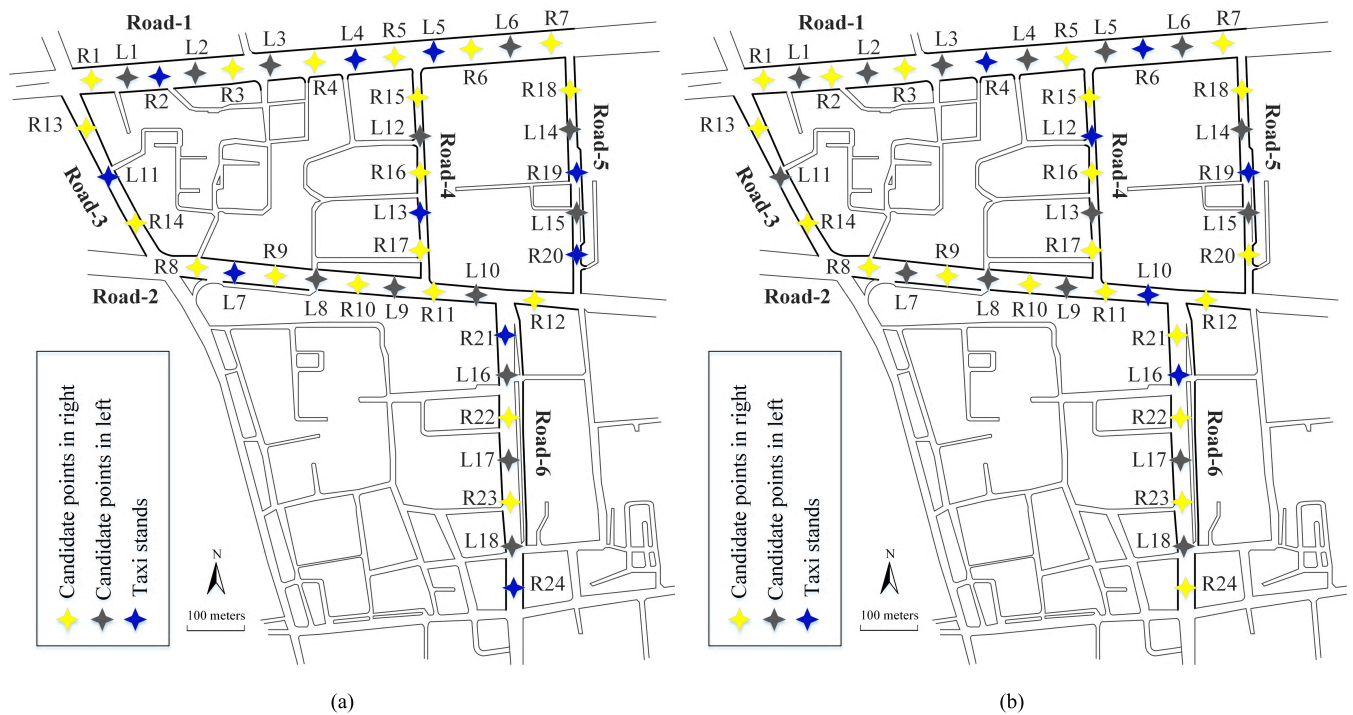 Road-1
R1 L1 L2 L3 L4 R5 L5 L6 R7
R2 R3 R4 R6
R15 R18
R13 L12 L14 Road-5
Road-4
R16 R19
L11
Road-3 L13 L15
R14
R17 R20
R8 R9 L10
Road-2
L7 L8 R10 L9 R11 R12
R21
L16
R22
Road-6
L17
R23
L18
R24
Candidate points in right
Candidate points in left
Taxi stands
N
100 meters
(a)
Road-1
R1 L1 L2 L3 L4 R5 L5 L6 R7
R2 R3 R4 R6
R15 R18
R13 L12 L14 Road-5
Road-4
R16 R19
L11
Road-3 L13 L15
R14
R17 R20
R8 R9 L10
Road-2
L7 L8 R10 L9 R11 R12
R21
L16
R22
Road-6
L17
R23
L18
R24
Candidate points in right
Candidate points in left
Taxi stands
N
100 meters
(b)